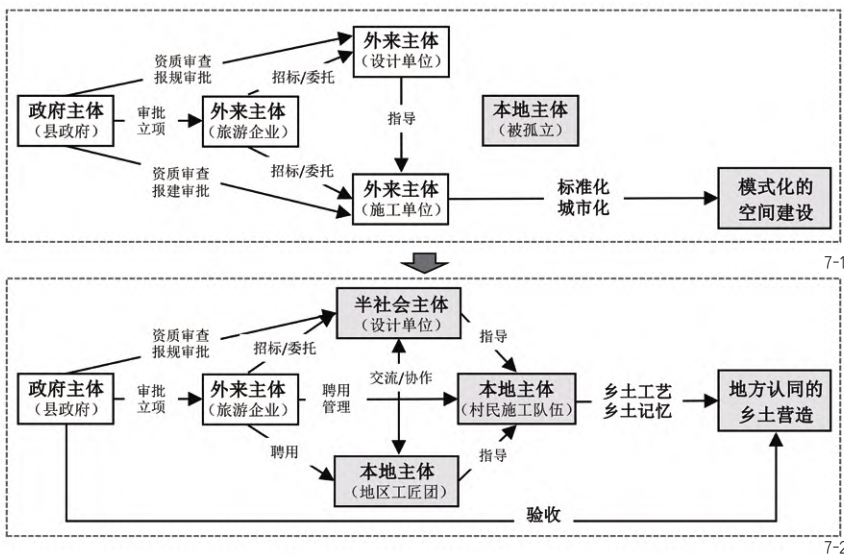 外来主体
（设计单位）
资质审查
报规审批
招标/委托
政府主体
（县政府）
审批
立项
外来主体
（旅游企业）
指导
本地主体
（被孤立）
资质审查
报建审批
招标/委托
外来主体
（施工单位）
标准化
城市化
模式化的
空间建设
7-1
半社会主体
（设计单位）
资质审查
报规审批
招标/委托
指导
政府主体
（县政府）
审批
立项
外来主体
（旅游企业）
聘用
管理
交流/协作
本地主体
（村民施工队伍）
乡土工艺
乡土记忆
地方认同的
乡土营造
聘用
本地主体
（地区工匠团）
指导
验收
7-2